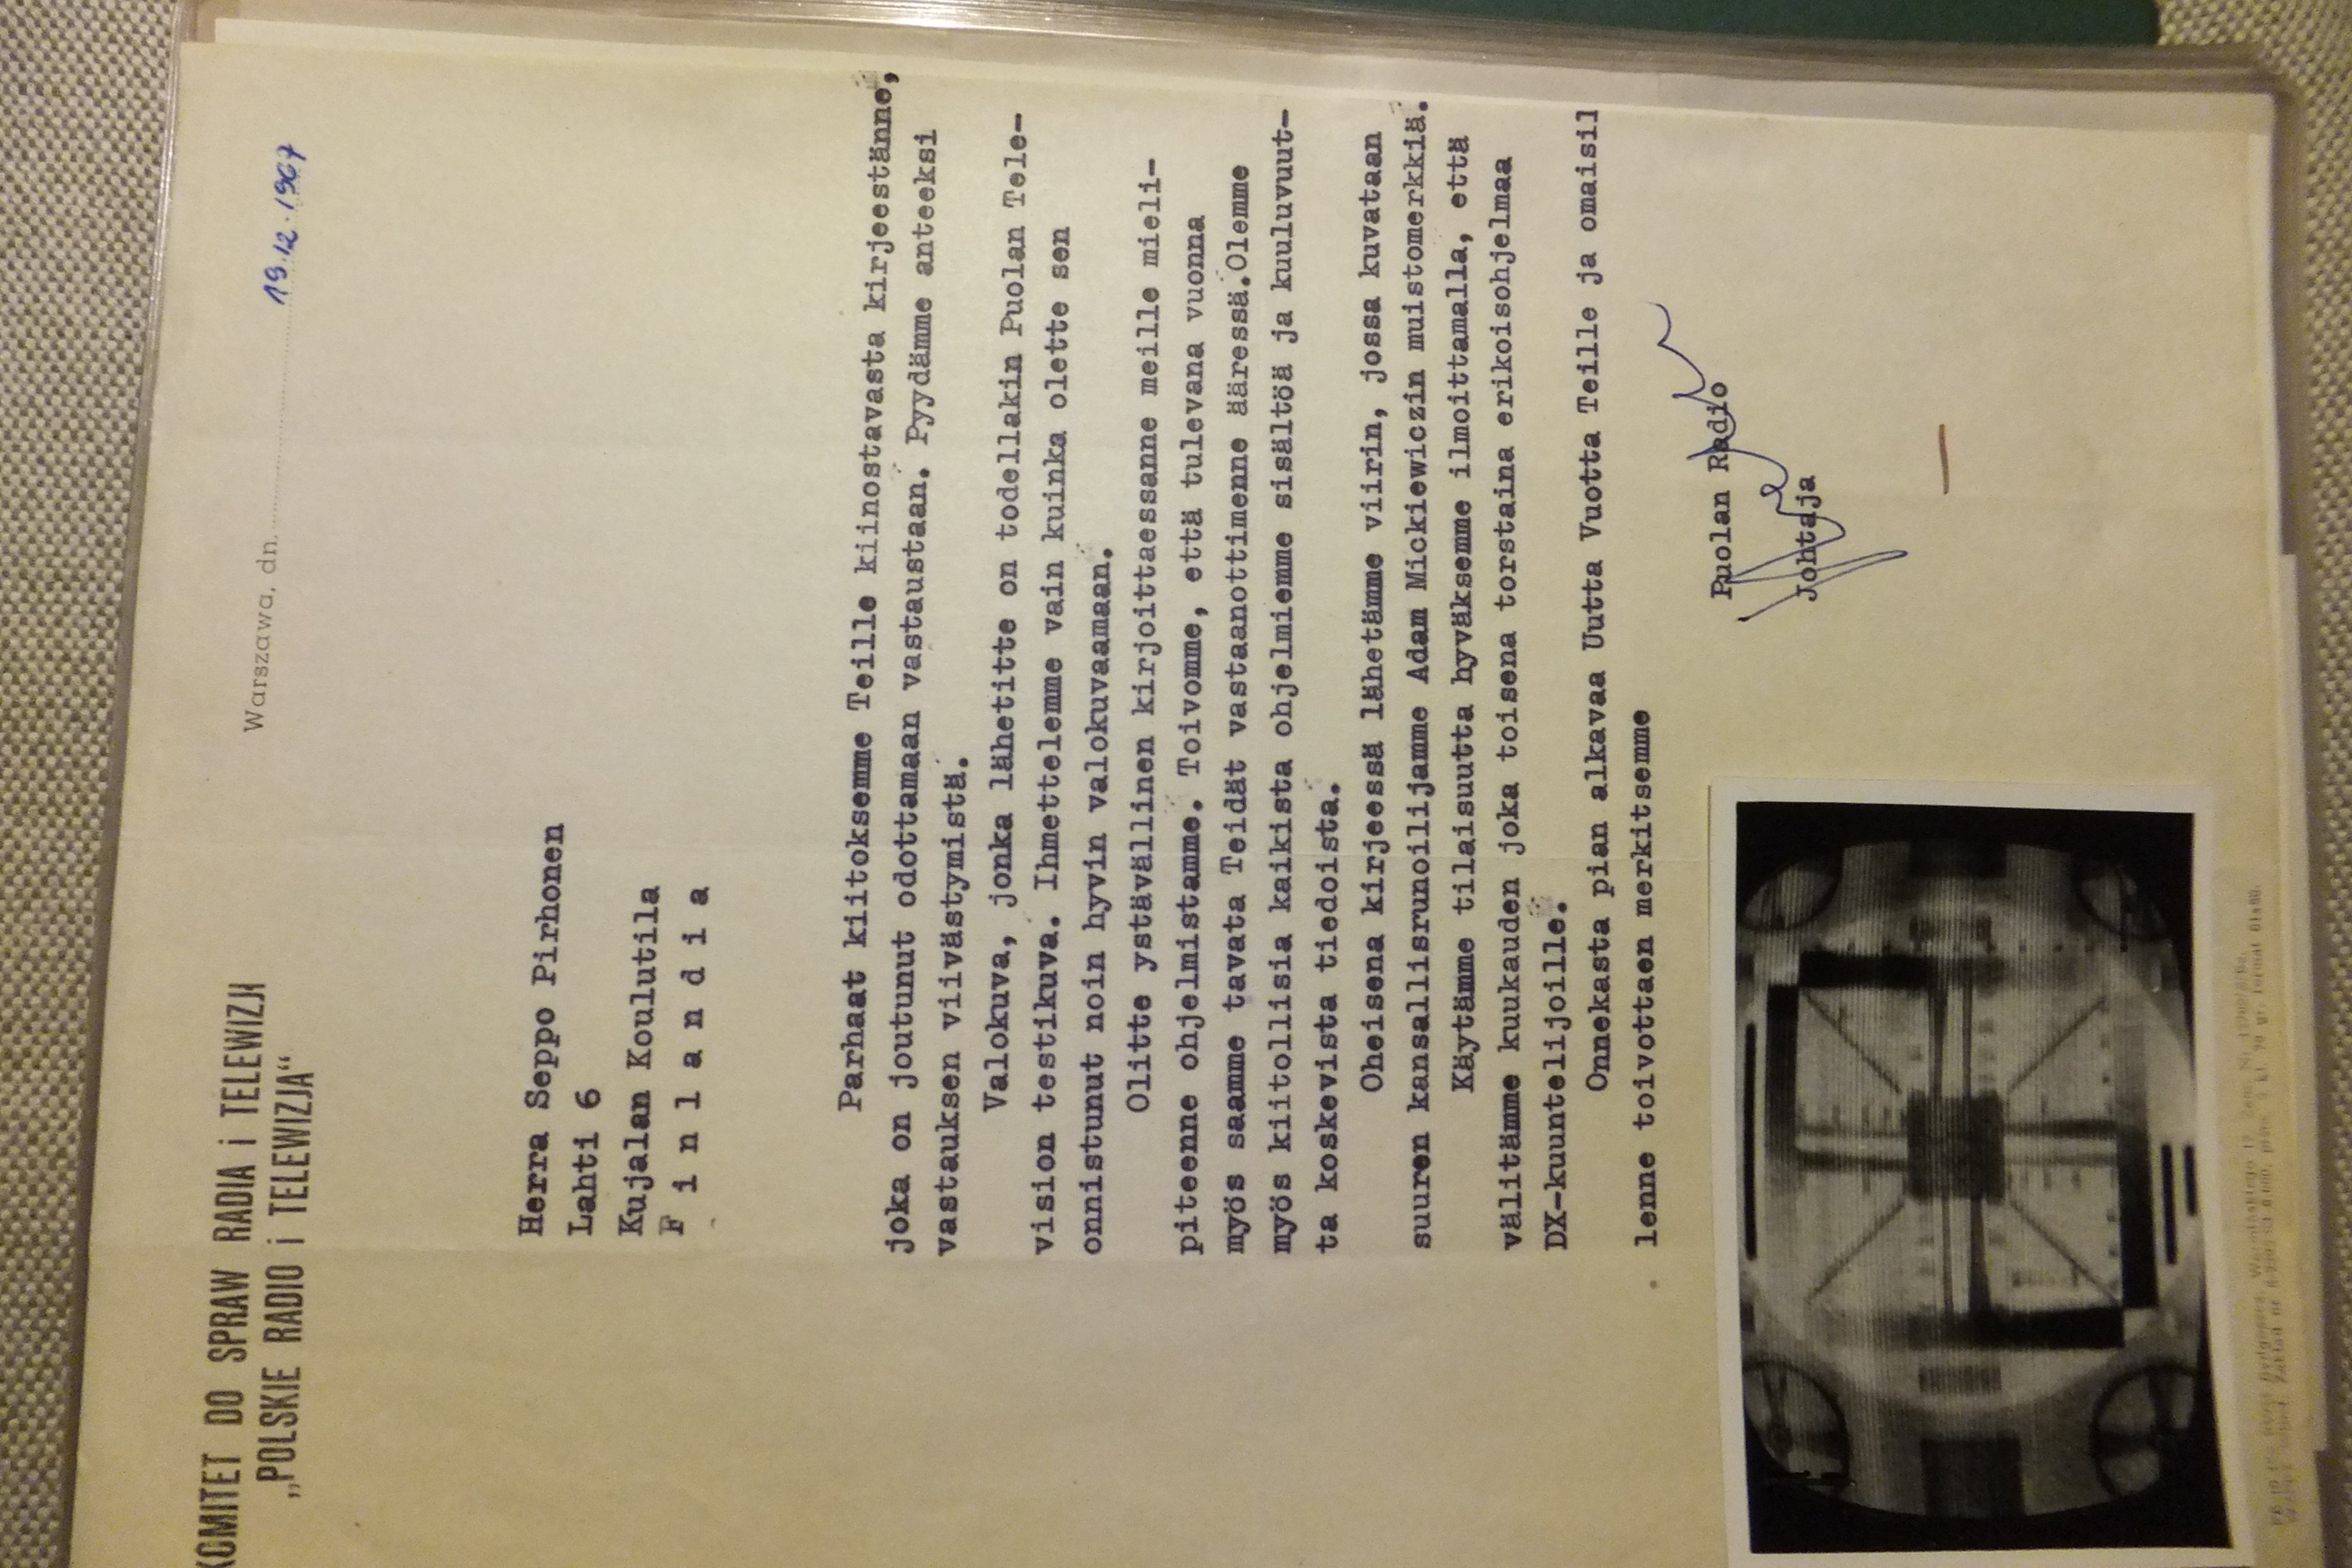 KOMITET DO SPRAW RADIA i TELEWIZJI
„POLSKIE RADIO i TELEWIZJA“
Warszawa, dn. 19.12.1967
Herra Seppo Pirhonen
Lahti 6
Kujalan Koulutila
F i n l a n d i a
Parhaat kiitoksemme Teille kiinnostavasta kirjeestänne,
joka on joutunut odottamaan vastaustaan. Pyydämme anteeksi
vastauksen viivästymistä.
Valokuva, jonka lähetitte on todellakin Puolan Tele-
vision testikuva. Ihmettelemme vain kuinka olette sen
onnistunut noin hyvin valokuvaamaan.
Olitte ystävällinen kirjoittaessanne meille mieli-
piteenne ohjelmistamme. Toivomme, että tulevana vuonna
myös saamme tavata Teidät vastaanottimenne ääressä.Olemme
myös kiitollisia kaikista ohjelmiemme sisältöä ja kuuluvuut-
ta koskevista tiedoista.
Oheisena kirjeessä lähetämme viirin, jossa kuvataan
suuren kansallisrunoilijamme Adam Mickiewiczin muistomerkkiä.
Käytämme tilaisuutta hyväksemme ilmoittamalla, että
välitämme kuukauden joka toisena torstaina erikoisohjelmaa
DX-kuuntelijoille.
Onnekasta pian alkavaa Uutta Vuotta Teille ja omaisil
lenne toivottaen merkitsemme
Puolan Radio
Johtaja